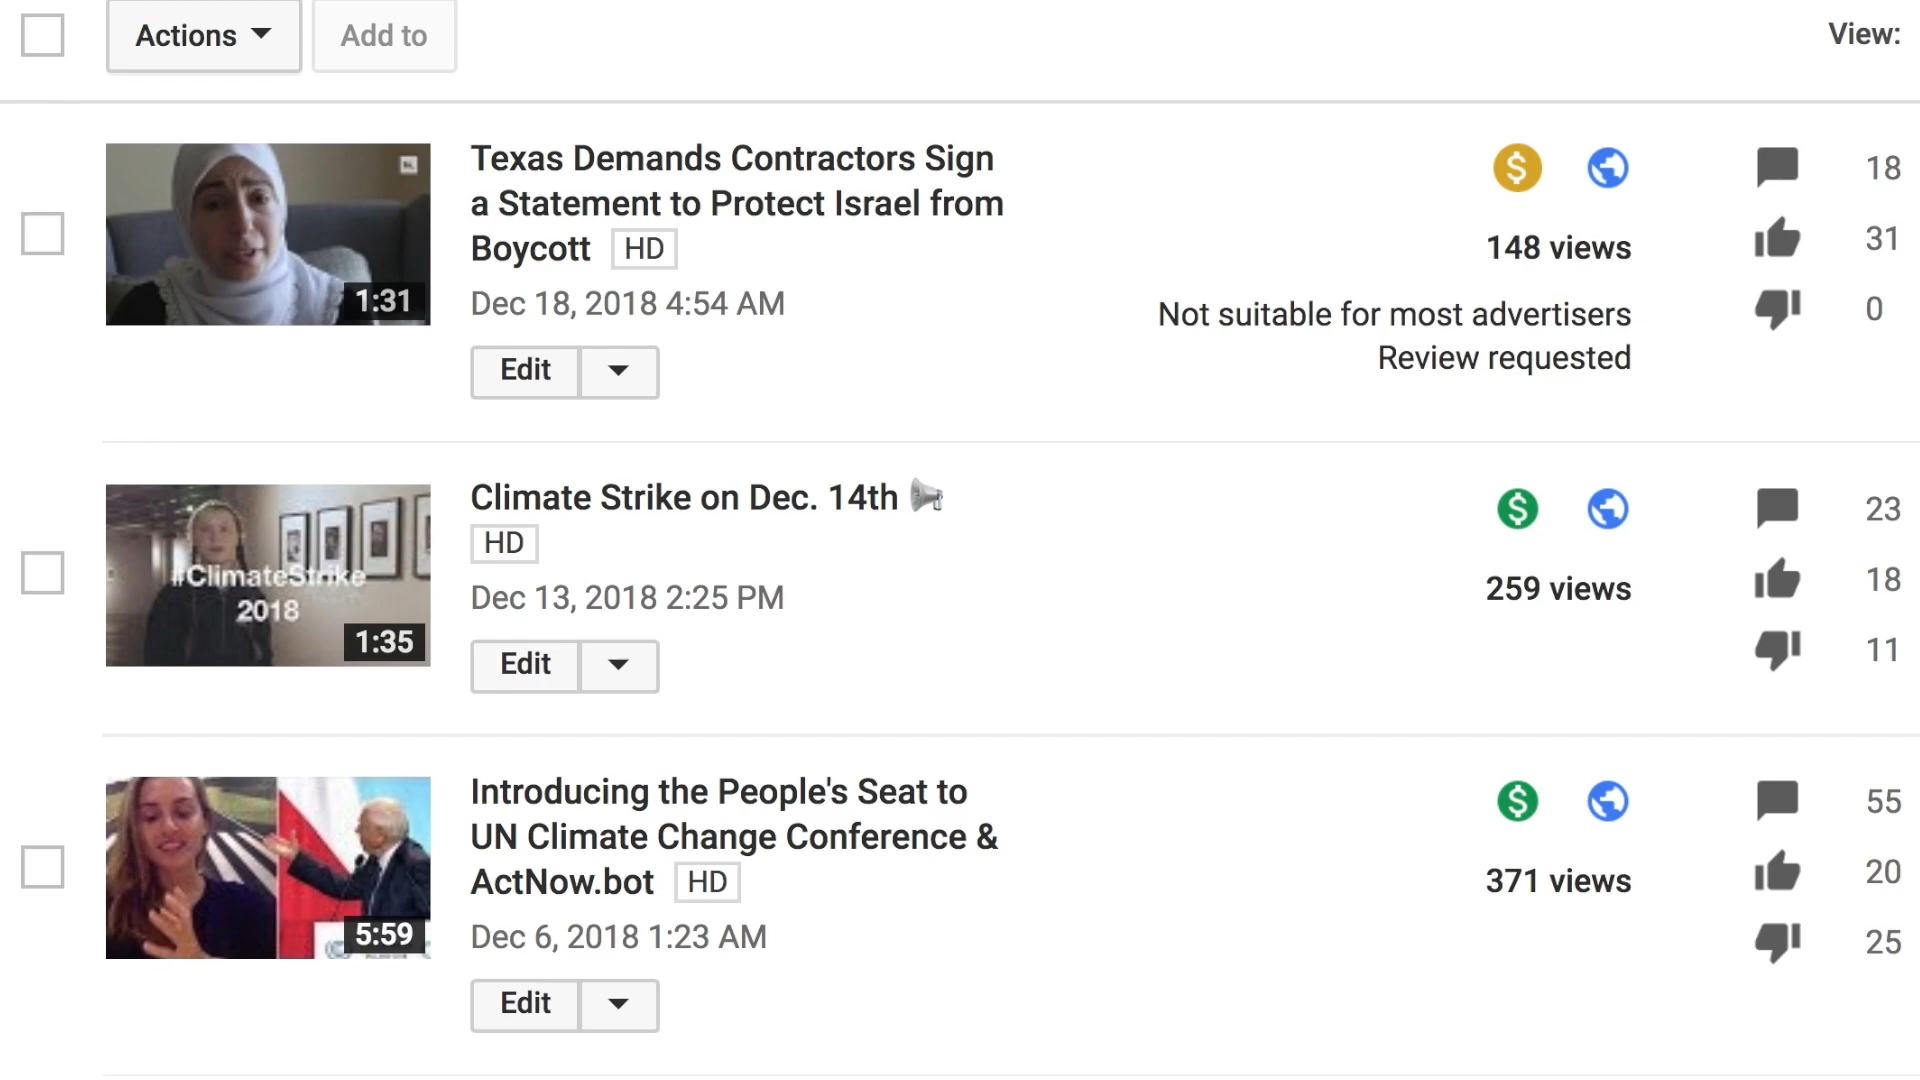 Actions
Add to
View:
Texas Demands Contractors Sign
a Statement to Protect Israel from
Boycott HD
Dec 18, 2018 4:54 AM
Edit
1:31
148 views
Not suitable for most advertisers
Review requested
18
31
0
Climate Strike on Dec. 14th
HD
Dec 13, 2018 2:25 PM
Edit
#ClimateStrike
2018
1:35
259 views
23
18
11
Introducing the People's Seat to
UN Climate Change Conference &
ActNow.bot HD
Dec 6, 2018 1:23 AM
Edit
5:59
371 views
55
20
25